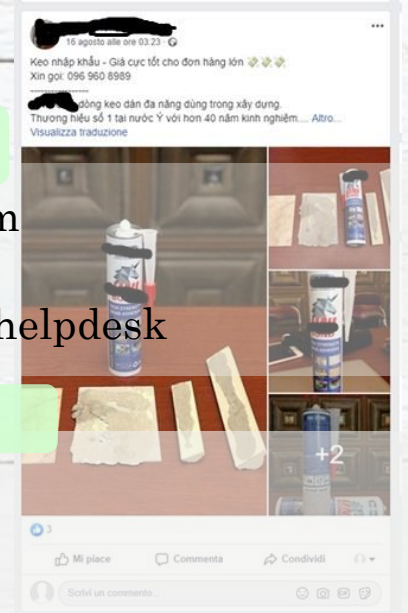 16 agosto alle ore 03:23 ·
Keo nhập khẩu - Giá cực tốt cho đơn hàng lớn
Xin gọi: 096 960 8989
------------------
dòng keo dán đa năng dùng trong xây dựng.
Thương hiệu số 1 tại nước Ý với hơn 40 năm kinh nghiệm.... Altro...
Visualizza traduzione
m
helpdesk
+2
3
Mi piace
Commenta
Condividi
Scrivi un commento...